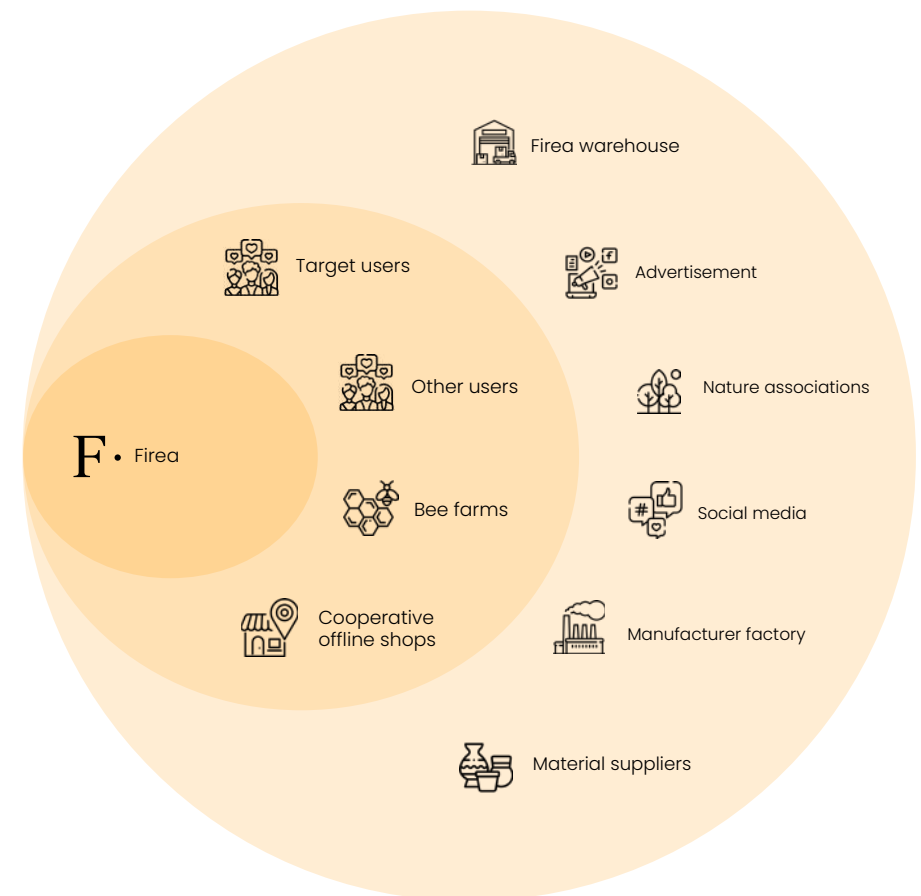 Firea warehouse
Target users
Advertisement
Other users
Nature associations
F. Firea
Bee farms
Social media
Cooperative
offline shops
Manufacturer factory
Material suppliers